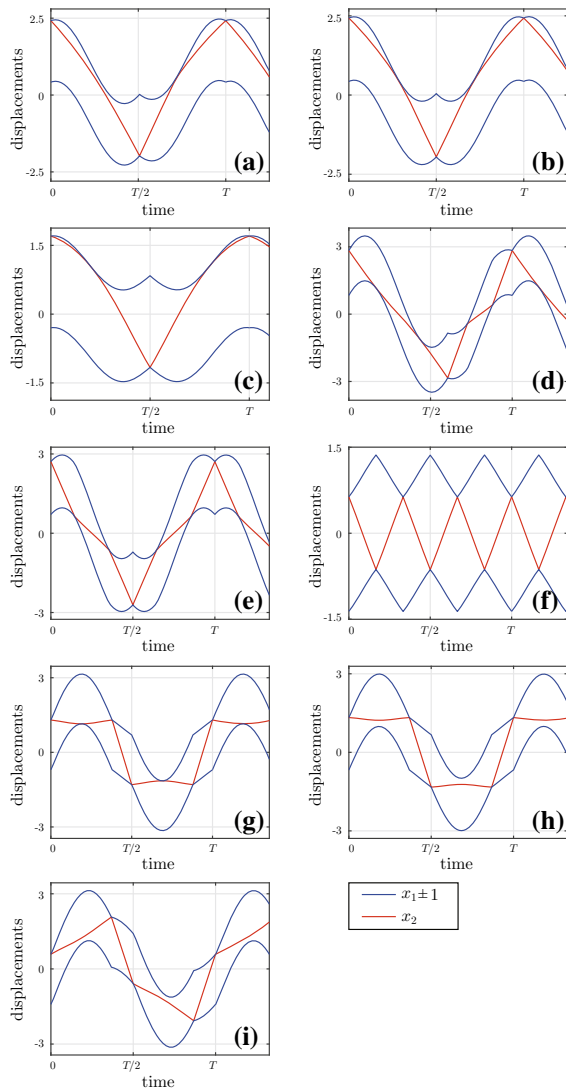 displacements
2.5
0
-2.5
0
T/2
T
time
(a)
displacements
2.5
0
-2.5
0
T/2
T
time
(b)
displacements
1.5
0
-1.5
0
T/2
T
time
(c)
displacements
3
0
-3
0
T/2
T
time
(d)
displacements
3
0
-3
0
T/2
T
time
(e)
displacements
1.5
0
-1.5
0
T/2
T
time
(f)
displacements
3
0
-3
0
T/2
T
time
(g)
displacements
3
0
-3
0
T/2
T
time
(h)
displacements
3
0
-3
0
T/2
T
time
(i)
x₁±1
x₂